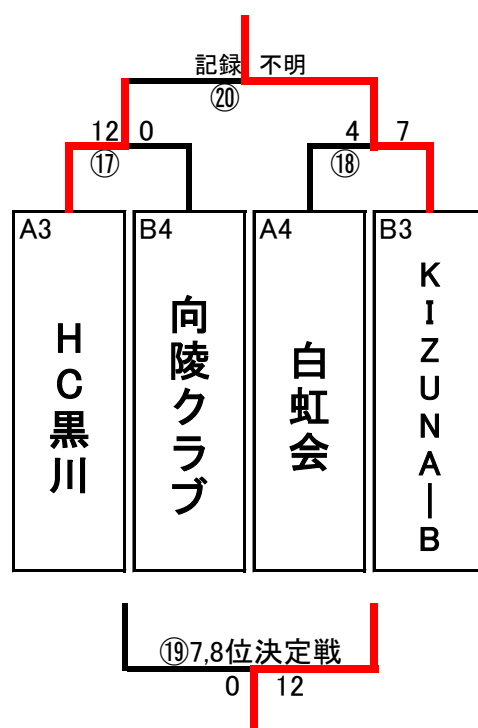 記録 不明
⑳
12 0
⑰
4 7
⑱
A3
B4
A4
B3
HC黒川
向陵クラブ
白虹会
KIZUNA―B
⑲7,8位決定戦
0 12